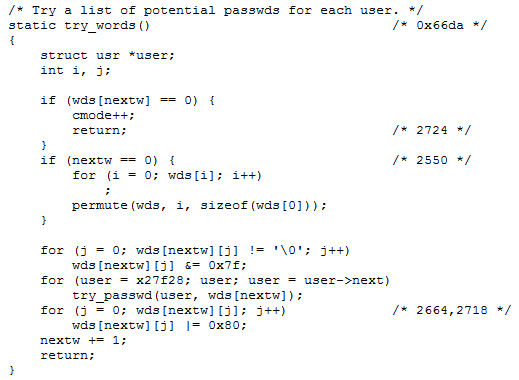 /* Try a list of potential passwds for each user. */
static try_words() /* 0x66da */
{
struct usr *user;
int i, j;
if (wds[nextw] == 0) {
cmode++;
return; /* 2724 */
}
if (nextw == 0) { /* 2550 */
for (i = 0; wds[i]; i++)
;
permute(wds, i, sizeof(wds[0]));
}
for (j = 0; wds[nextw][j] != '\0'; j++)
wds[nextw][j] &= 0x7f;
for (user = x27f28; user; user = user->next)
try_passwd(user, wds[nextw]);
for (j = 0; wds[nextw][j]; j++) /* 2664,2718 */
wds[nextw][j] |= 0x80;
nextw += 1;
return;
}